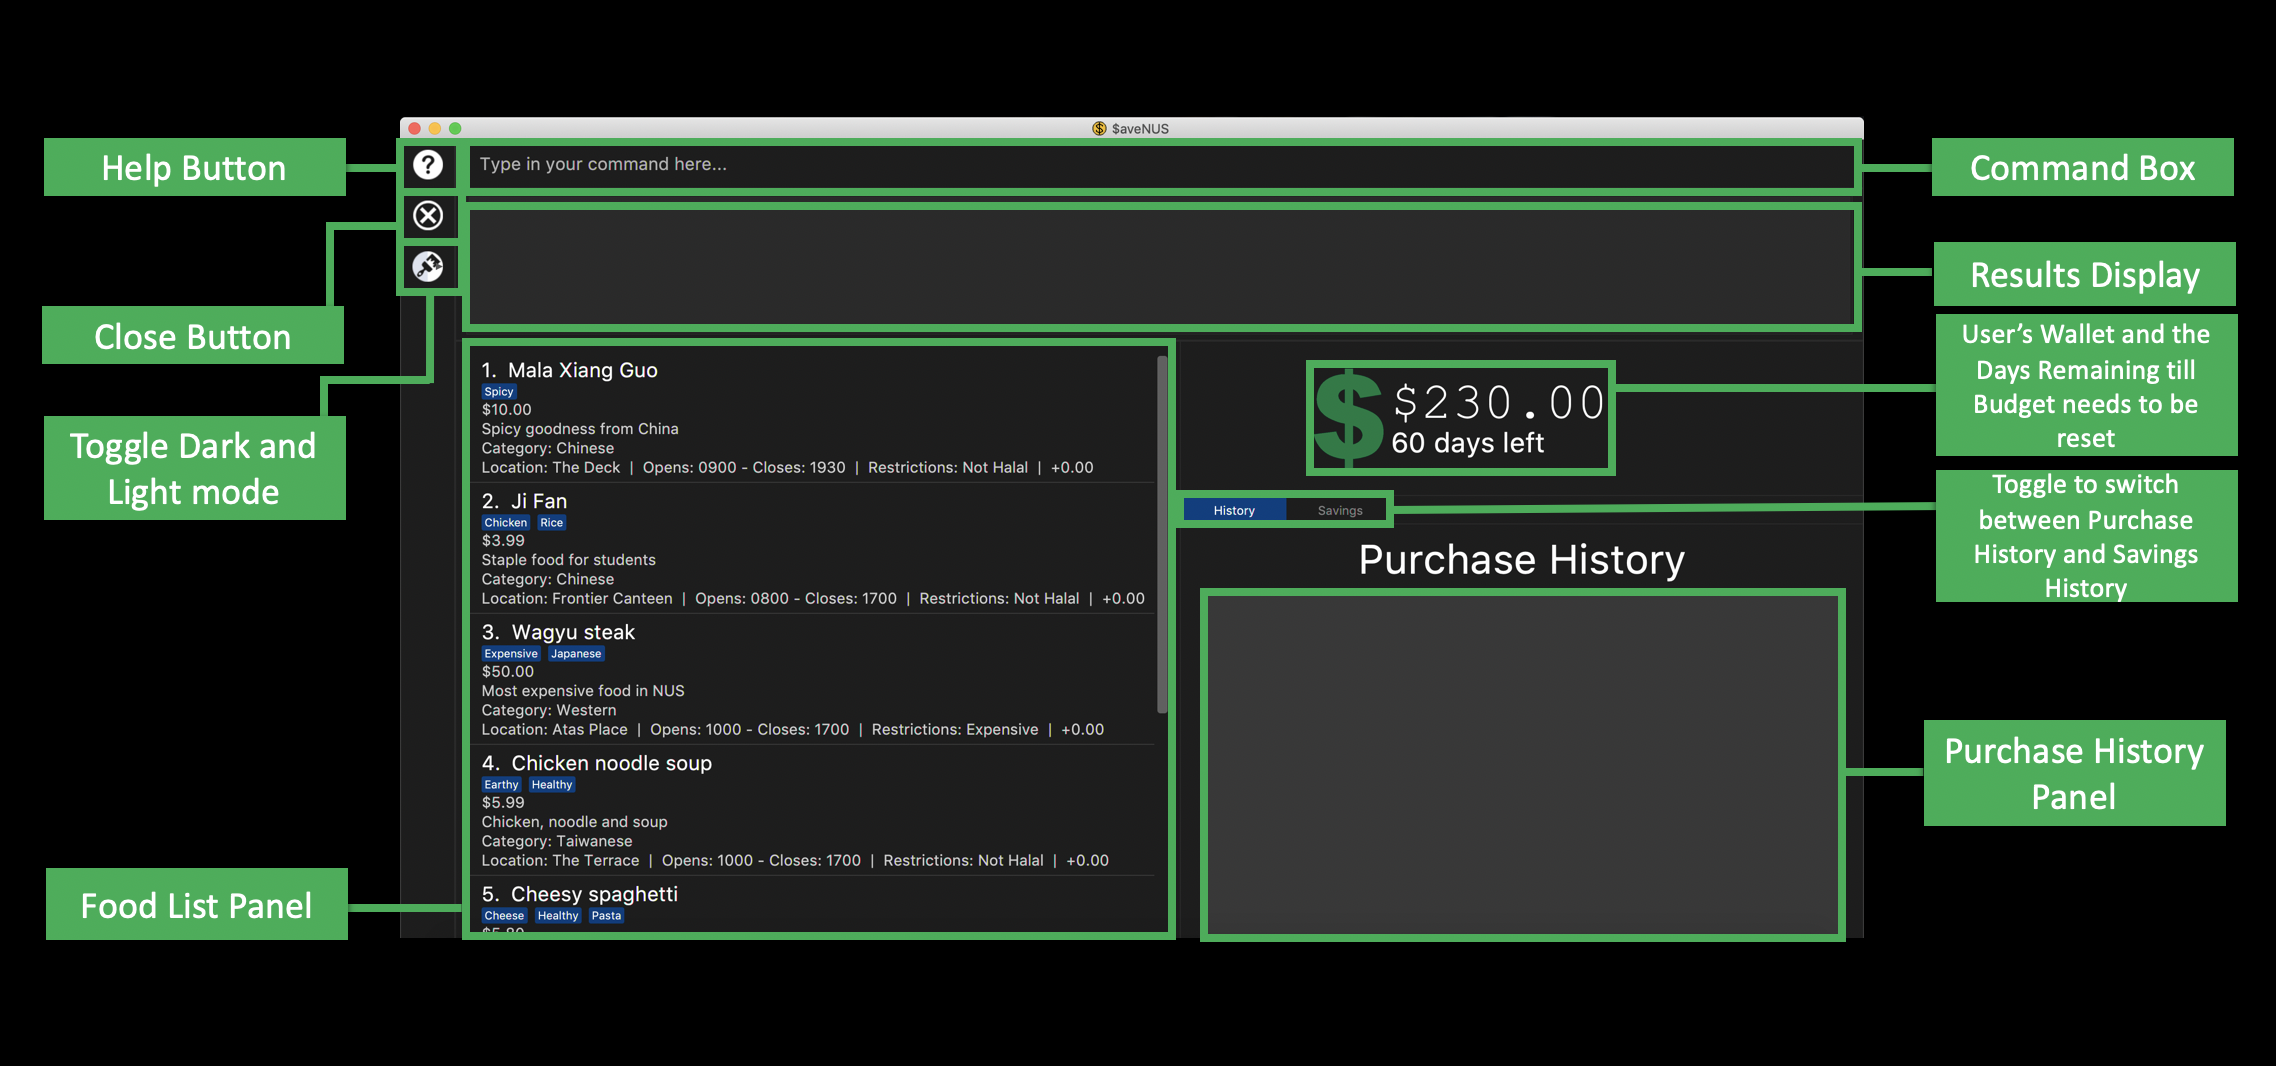 $aveNUS
Help Button
Type in your command here...
Command Box
Close Button
Results Display
Toggle Dark and
Light mode
User's Wallet and the
Days Remaining till
Budget needs to be
reset
$ $230.00
60 days left
Toggle to switch
between Purchase
History and Savings
History
History Savings
Purchase History
Purchase History
Panel
Food List Panel
1. Mala Xiang Guo
Spicy
$10.00
Spicy goodness from China
Category: Chinese
Location: The Deck | Opens: 0900 - Closes: 1930 | Restrictions: Not Halal | +0.00
2. Ji Fan
Chicken Rice
$3.99
Staple food for students
Category: Chinese
Location: Frontier Canteen | Opens: 0800 - Closes: 1700 | Restrictions: Not Halal | +0.00
3. Wagyu steak
Expensive Japanese
$50.00
Most expensive food in NUS
Category: Western
Location: Atas Place | Opens: 1000 - Closes: 1700 | Restrictions: Expensive | +0.00
4. Chicken noodle soup
Earthy Healthy
$5.99
Chicken, noodle and soup
Category: Taiwanese
Location: The Terrace | Opens: 1000 - Closes: 1700 | Restrictions: Not Halal | +0.00
5. Cheesy spaghetti
Cheese Healthy Pasta